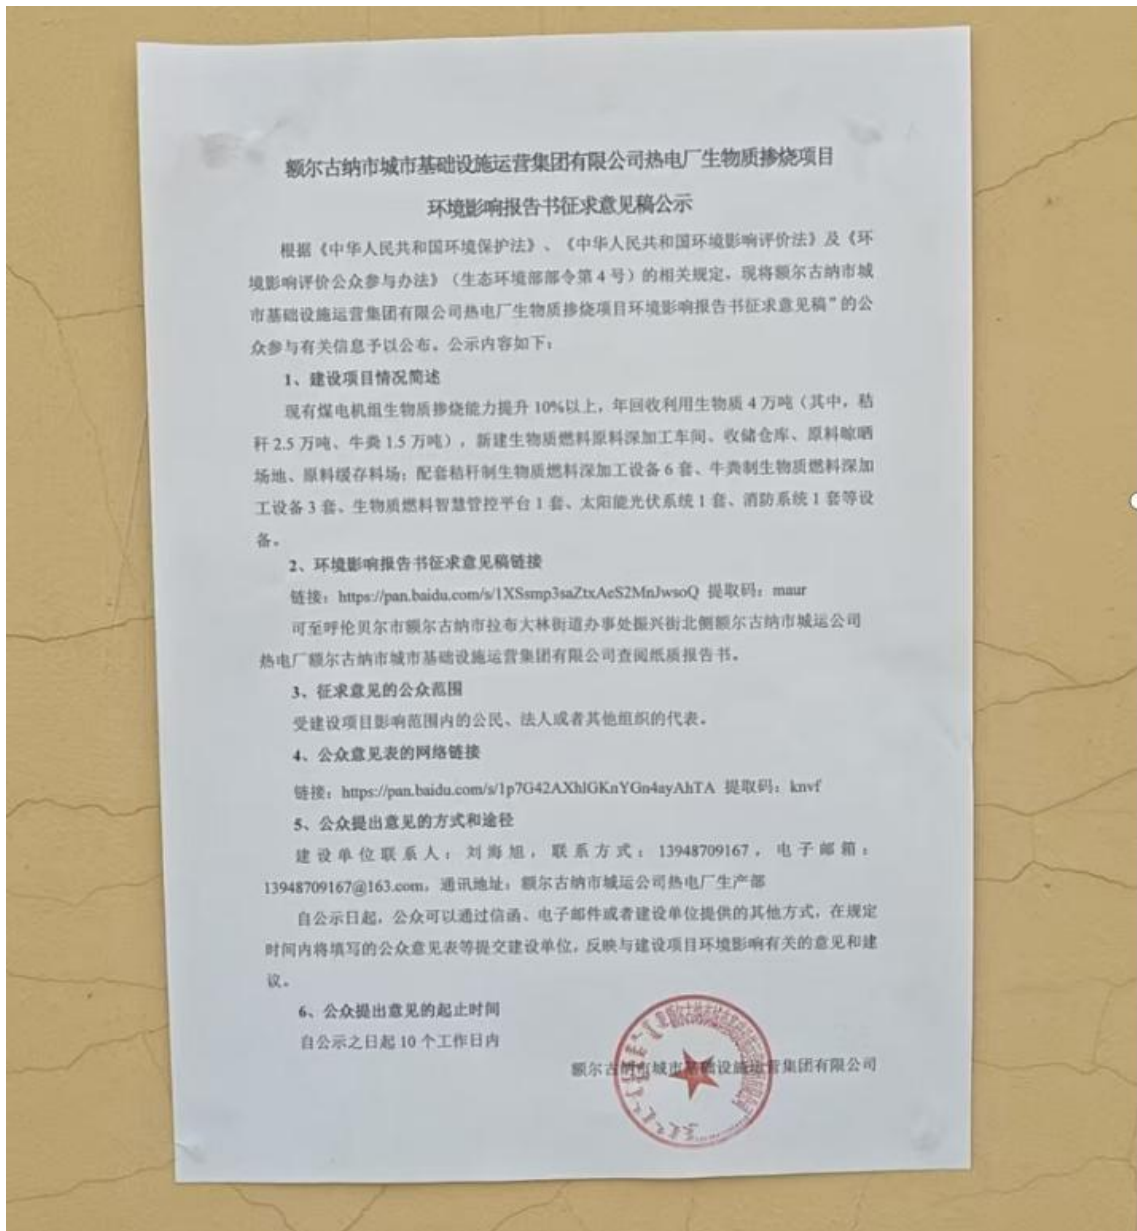 额尔古纳市城市基础设施运营集团有限公司热电厂生物质掺烧项目
环境影响报告书征求意见稿公示
根据《中华人民共和国环境保护法》、《中华人民共和国环境影响评价法》及《环
境影响评价公众参与办法》（生态环境部部令第 4 号）的相关规定，现将额尔古纳市城
市基础设施运营集团有限公司热电厂生物质掺烧项目环境影响报告书征求意见稿”的公
众参与有关信息予以公布。公示内容如下：
1、建设项目情况简述
现有煤电机组生物质掺烧能力提升 10%以上，年回收利用生物质 4 万吨（其中，秸
秆 2.5 万吨、牛粪 1.5 万吨），新建生物质燃料原料深加工车间、收储仓库、原料晾晒
场地、原料缓存料场；配套秸秆制生物质燃料深加工设备 6 套、牛粪制生物质燃料深加
工设备 3 套、生物质燃料智慧管控平台 1 套、太阳能光伏系统 1 套、消防系统 1 套等设
备。
2、环境影响报告书征求意见稿链接
链接：https://pan.baidu.com/s/1XSsmp3saZtxAeS2MnJwsoQ 提取码：maur
可至呼伦贝尔市额尔古纳市拉布大林街道办事处振兴街北侧额尔古纳市城运公司
热电厂额尔古纳市城市基础设施运营集团有限公司查阅纸质报告书。
3、征求意见的公众范围
受建设项目影响范围内的公民、法人或者其他组织的代表。
4、公众意见表的网络链接
链接：https://pan.baidu.com/s/1p7G42AXhlGKnYGn4ayAhTA 提取码：knvf
5、公众提出意见的方式和途径
建设单位联系人：刘海旭，联系方式：13948709167，电子邮箱：
13948709167@163.com，通讯地址：额尔古纳市城运公司热电厂生产部
自公示日起，公众可以通过信函、电子邮件或者建设单位提供的其他方式，在规定
时间内将填写的公众意见表等提交建设单位，反映与建设项目环境影响有关的意见和建
议。
6、公众提出意见的起止时间
自公示之日起 10 个工作日内
额尔古纳市城市基础设施运营集团有限公司